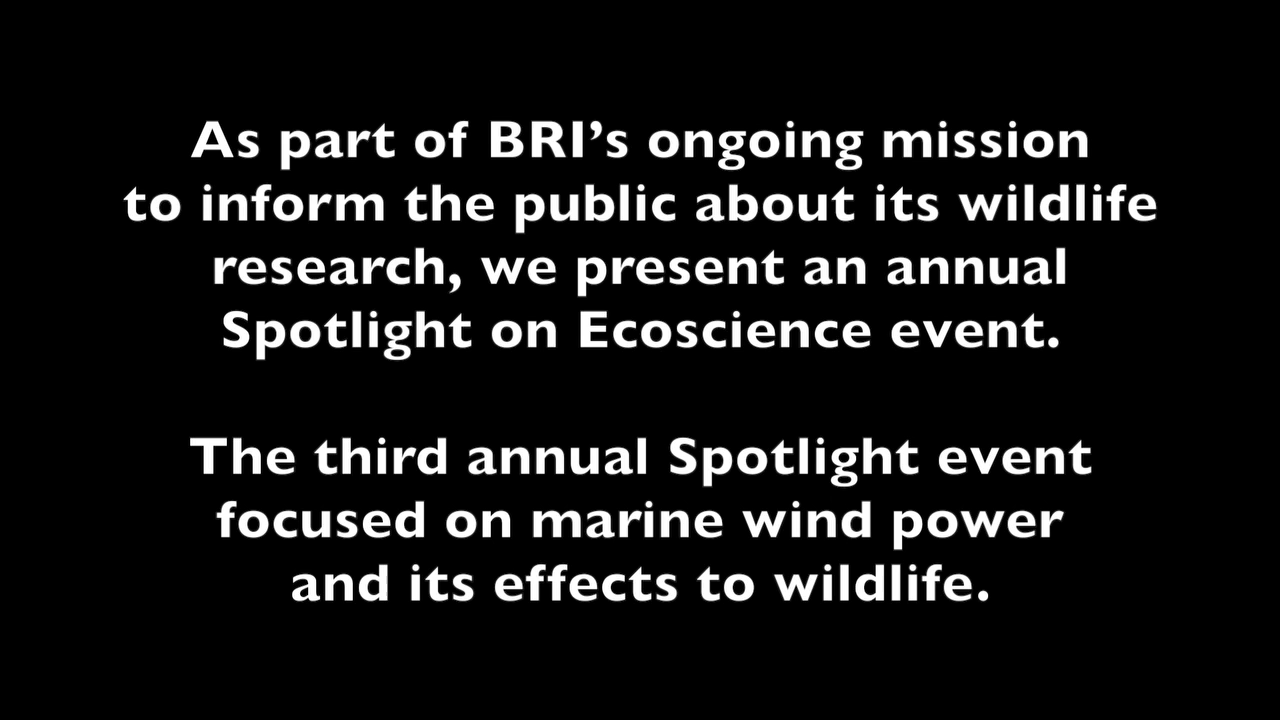 As part of BRI’s ongoing mission
to inform the public about its wildlife
research, we present an annual
Spotlight on Ecoscience event.
The third annual Spotlight event
focused on marine wind power
and its effects to wildlife.